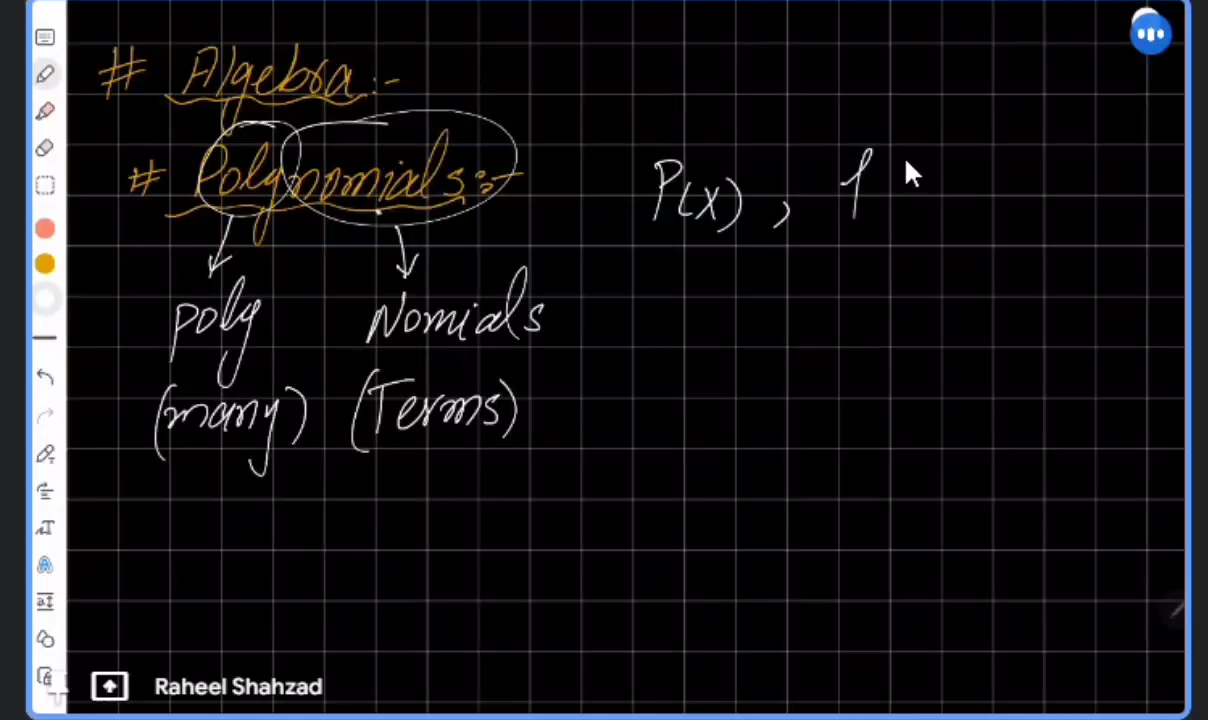 # Algebra:-
# Polynomials:-
P(x), f
Poly Nomials
(many) (Terms)
Raheel Shahzad